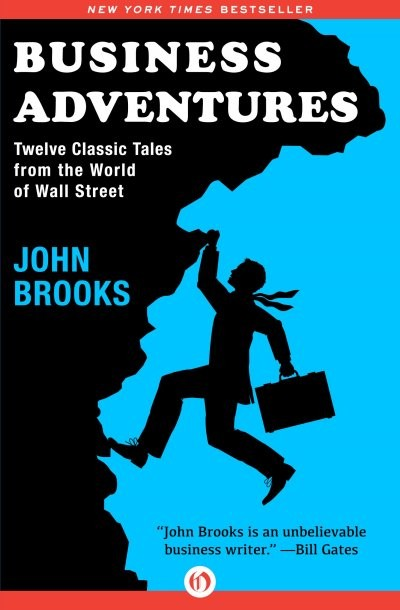 NEW YORK TIMES BESTSELLER
BUSINESS
ADVENTURES
Twelve Classic Tales
from the World
of Wall Street
JOHN
BROOKS
“John Brooks is an unbelievable
business writer.” —Bill Gates